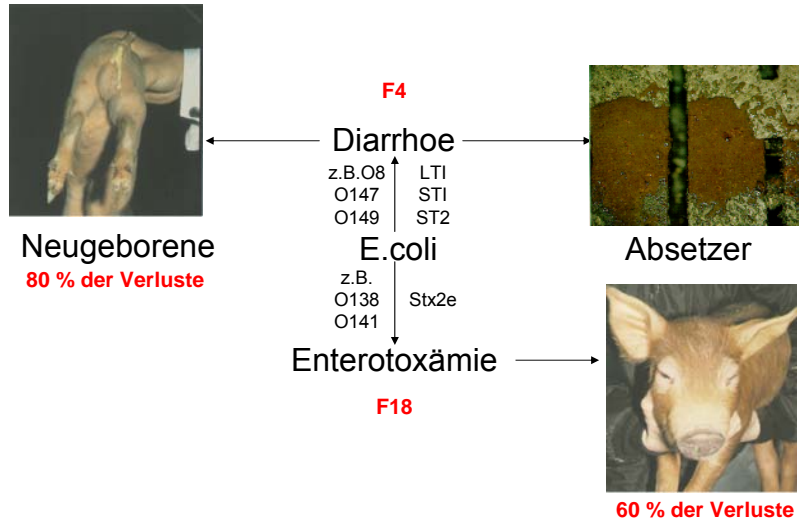 F4
Diarrhoe
z.B.O8 LTI
O147 STI
O149 ST2
Neugeborene E.coli Absetzer
80 % der Verluste
z.B.
O138 Stx2e
O141
Enterotoxämie
F18
60 % der Verluste